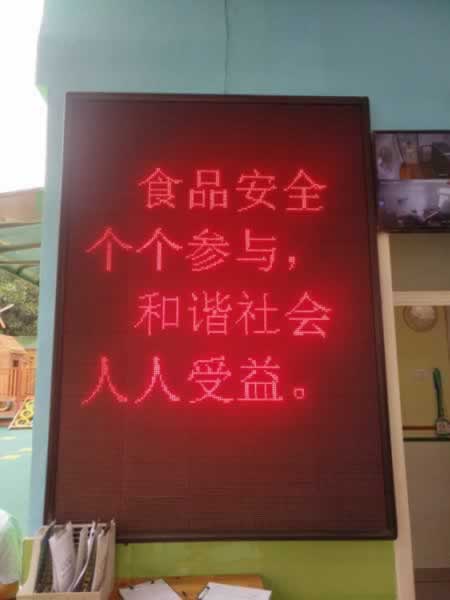 食品安全
个个参与，
和谐社会
人人受益。